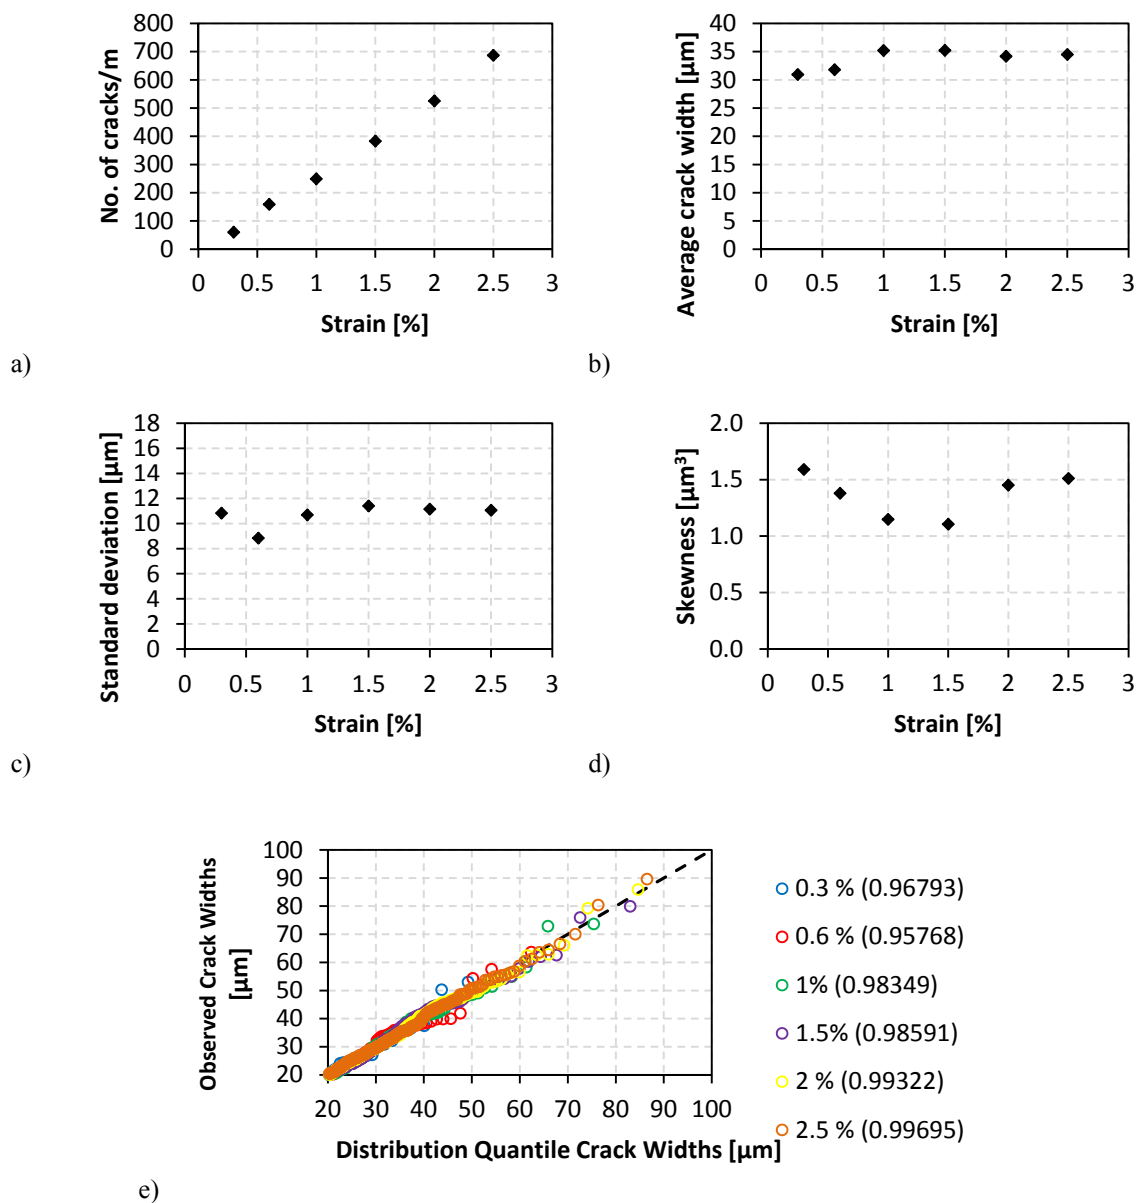 800
700
600
500
400
300
200
100
0
No. of cracks/m
0 0.5 1 1.5 2 2.5 3
Strain [%]
a)
40
35
30
25
20
15
10
5
0
Average crack width [µm]
0 0.5 1 1.5 2 2.5 3
Strain [%]
b)
18
16
14
12
10
8
6
4
2
0
Standard deviation [µm]
0 0.5 1 1.5 2 2.5 3
Strain [%]
c)
2.0
1.5
1.0
0.5
0.0
Skewness [µm³]
0 0.5 1 1.5 2 2.5 3
Strain [%]
d)
100
90
80
70
60
50
40
30
20
Observed Crack Widths
[µm]
20 30 40 50 60 70 80 90 100
Distribution Quantile Crack Widths [µm]
0.3 % (0.96793)
0.6 % (0.95768)
1% (0.98349)
1.5% (0.98591)
2 % (0.99322)
2.5 % (0.99695)
e)